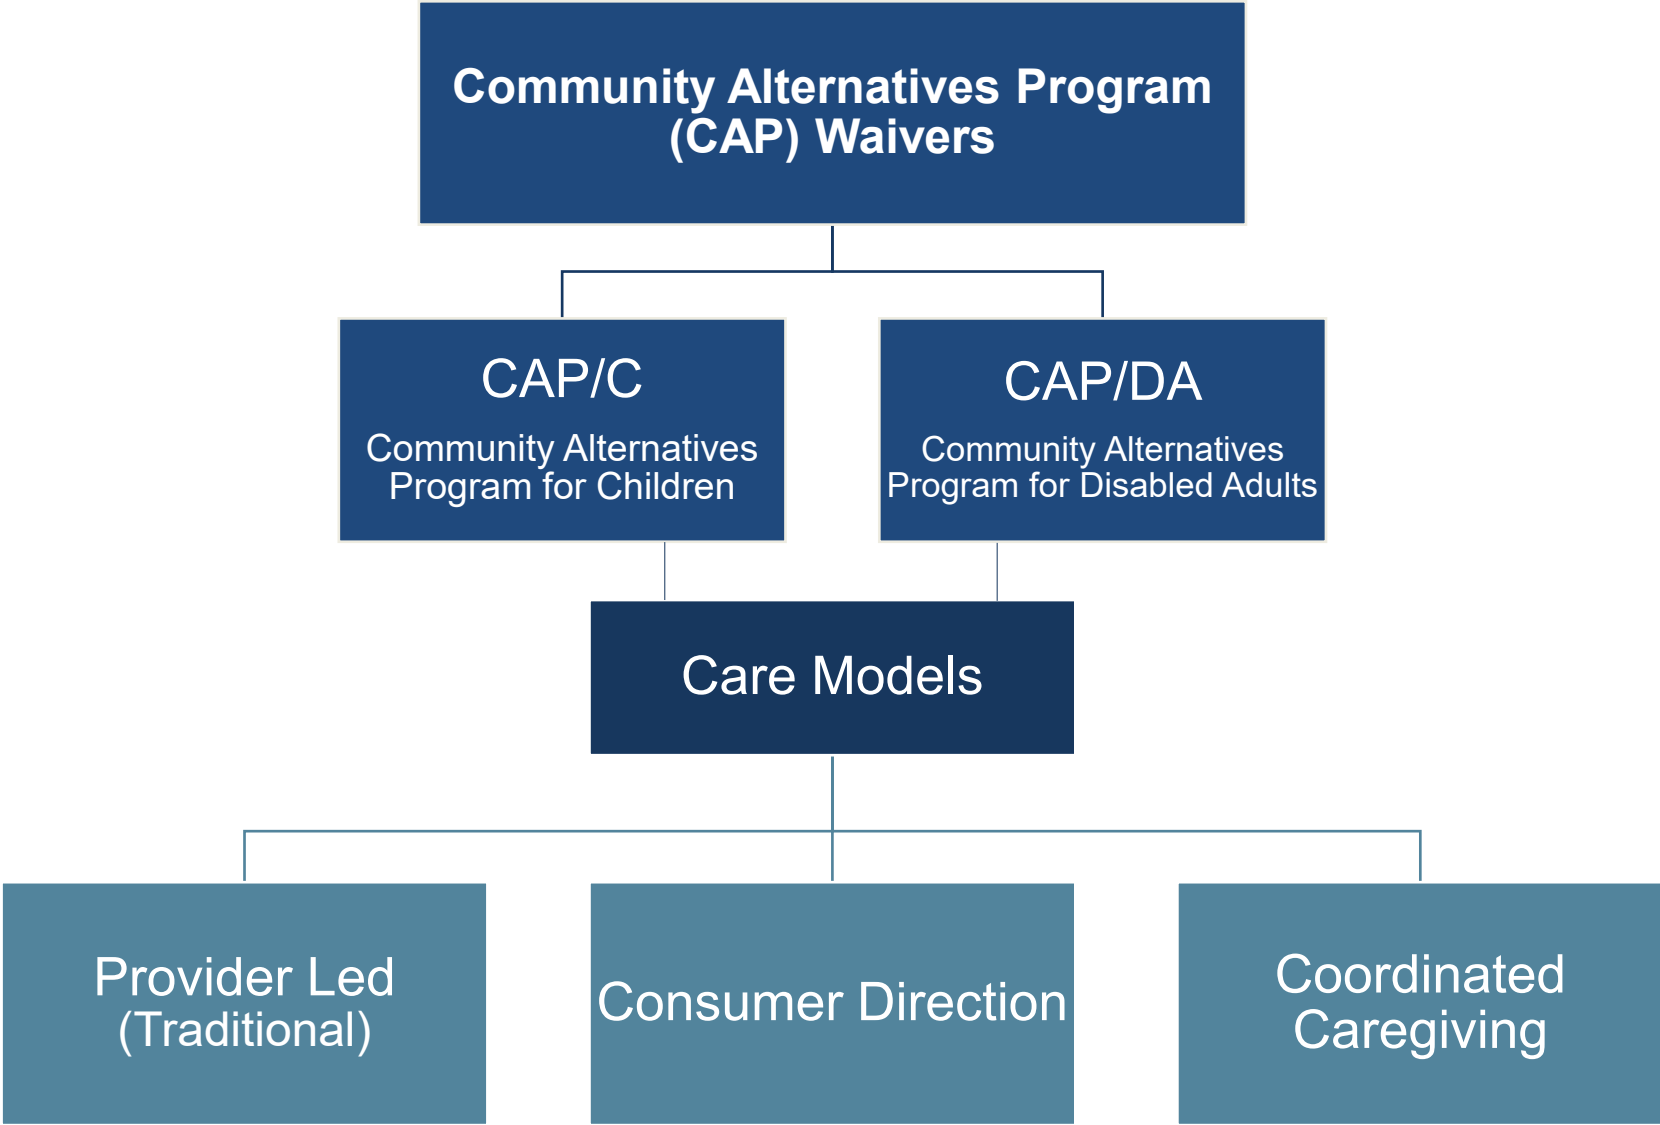 Community Alternatives Program
(CAP) Waivers
CAP/C
Community Alternatives
Program for Children
CAP/DA
Community Alternatives
Program for Disabled Adults
Care Models
Provider Led
(Traditional)
Consumer Direction
Coordinated
Caregiving